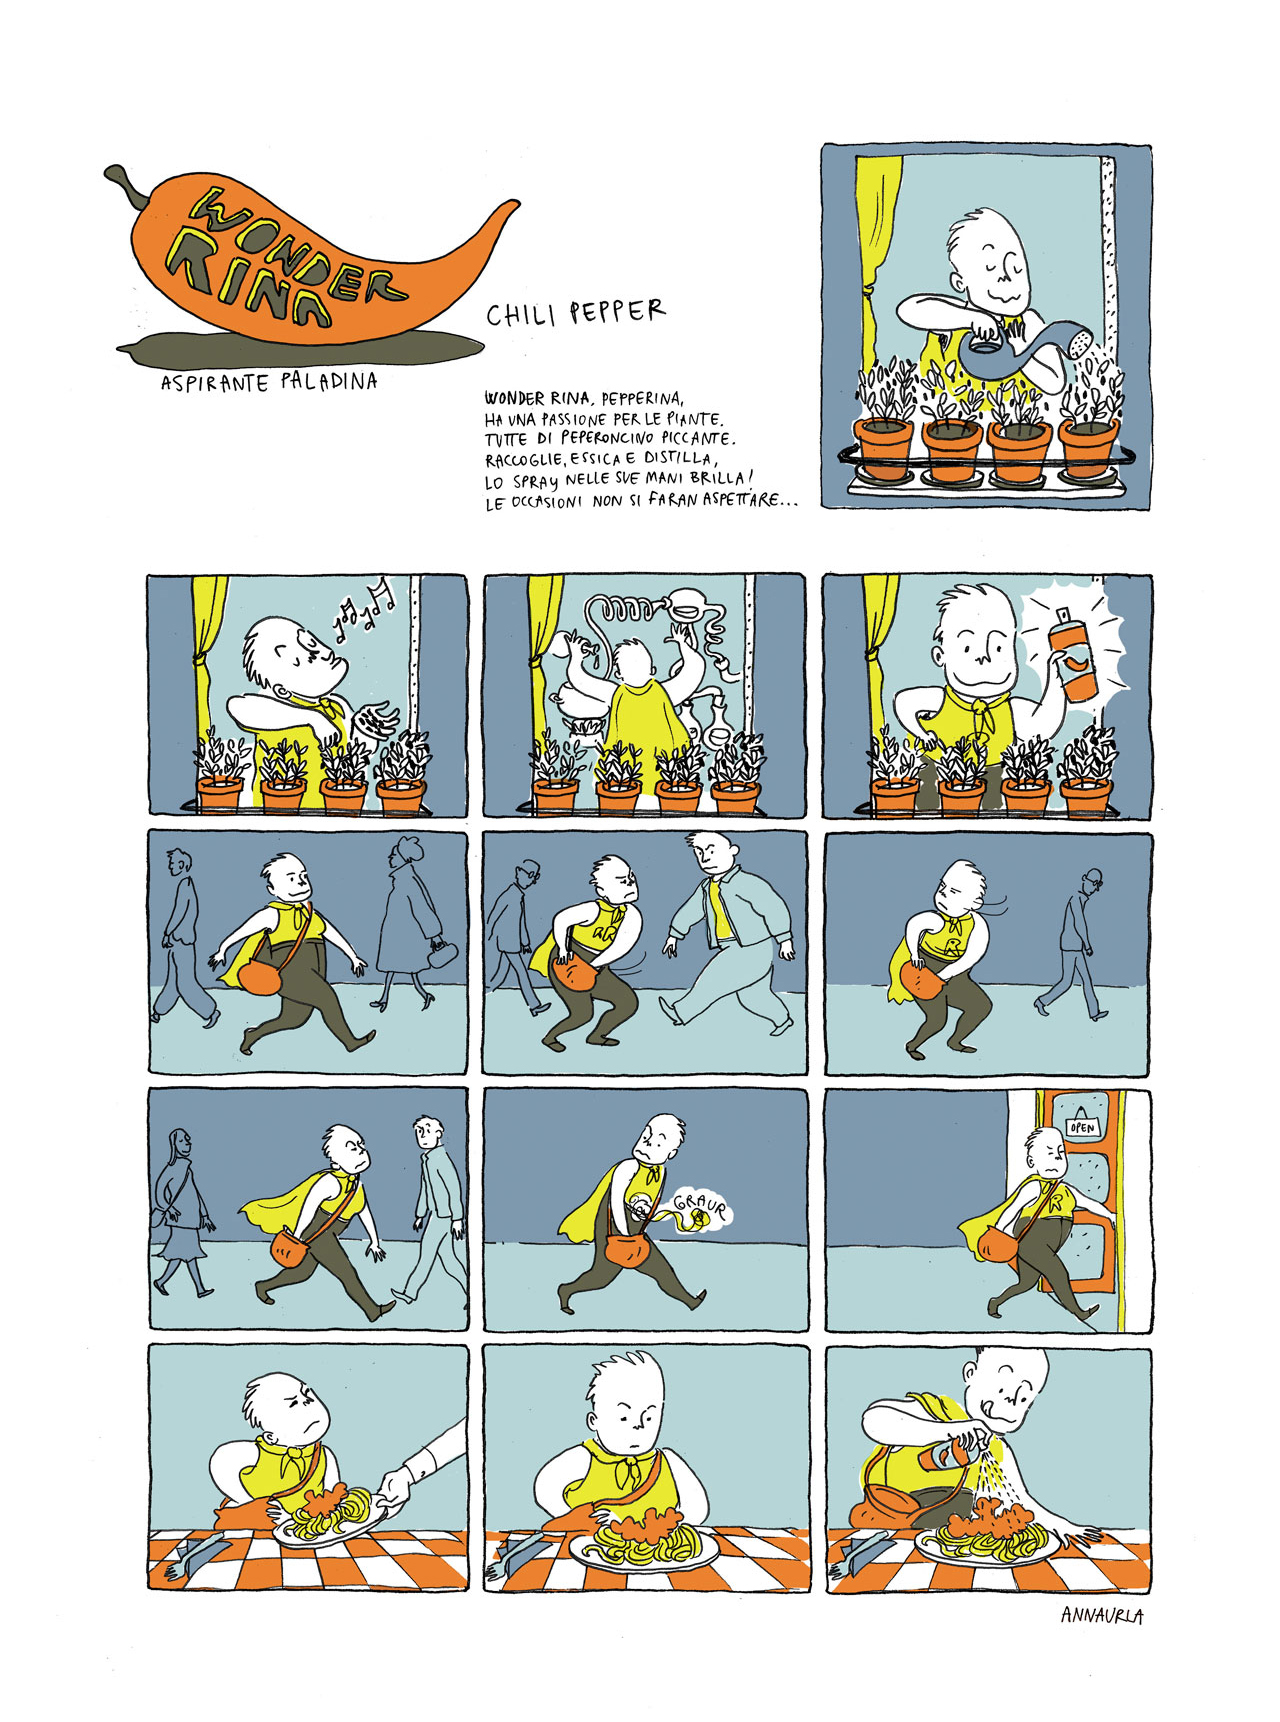 WONDER
RINA
CHILI PEPPER
ASPIRANTE PALADINA
WONDER RINA, PEPPERINA,
HA UNA PASSIONE PER LE PIANTE.
TUTTE DI PEPERONCINO PICCANTE.
RACCOGLIE, ESSICA E DISTILLA,
LO SPRAY NELLE SUE MANI BRILLA!
LE OCCASIONI NON SI FARAN ASPETTARE...
RR
R
OPEN
GRAUR
R
ANNAURLA